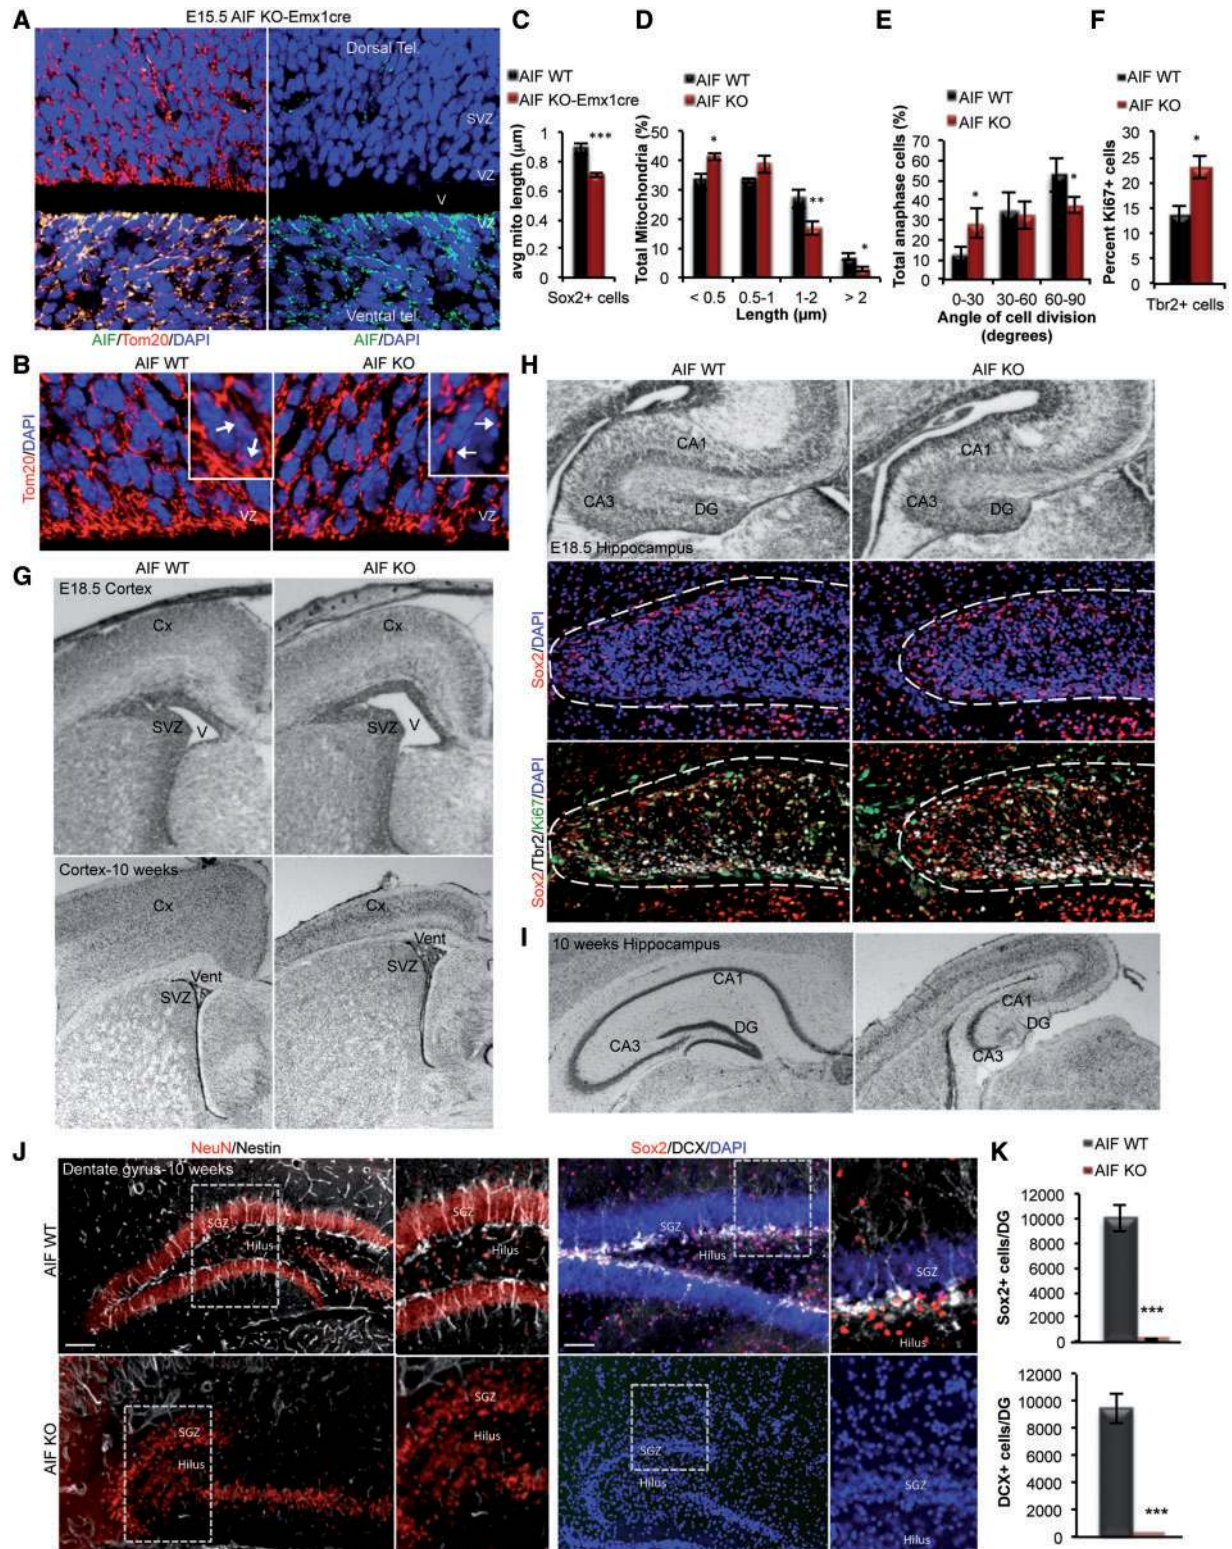 A
E15.5 AIF KO-Emx1cre
Dorsal Tel.
SVZ
VZ
V
VZ
Ventral tel
AIF/Tom20/DAPI
AIF/DAPI
B
AIF WT
AIF KO
Tom20/DAPI
VZ
VZ
C
AIF WT
AIF KO-Emx1cre
avg mito length (µm)
1
0.8
0.6
0.4
0.2
0
***
Sox2+ cells
D
AIF WT
AIF KO
Total Mitochondria (%)
50
40
30
20
10
0
*
**
*
< 0.5
0.5-1
1-2
> 2
Length (µm)
E
AIF WT
AIF KO
Total anaphase cells (%)
70
60
50
40
30
20
10
0
*
*
0-30
30-60
60-90
Angle of cell division
(degrees)
F
AIF WT
AIF KO
Percent Ki67+ cells
30
25
20
15
10
5
0
*
Tbr2+ cells
G
AIF WT
AIF KO
E18.5 Cortex
Cx
SVZ
V
Cx
SVZ
V
Cortex-10 weeks
Cx
Vent
SVZ
Cx
Vent
SVZ
H
AIF WT
AIF KO
CA1
CA3
DG
E18.5 Hippocampus
CA1
CA3
DG
Sox2/DAPI
Sox2/Tbr2/Ki67/DAPI
I
10 weeks Hippocampus
CA1
DG
CA3
CA1
DG
CA3
J
NeuN/Nestin
Sox2/DCX/DAPI
AIF WT
Dentate gyrus-10 weeks
SGZ
Hilus
SGZ
Hilus
SGZ
Hilus
SGZ
Hilus
AIF KO
SGZ
Hilus
SGZ
Hilus
SGZ
Hilus
SGZ
Hilus
K
AIF WT
AIF KO
Sox2+ cells/DG
12000
10000
8000
6000
4000
2000
0
***
DCX+ cells/DG
12000
10000
8000
6000
4000
2000
0
***